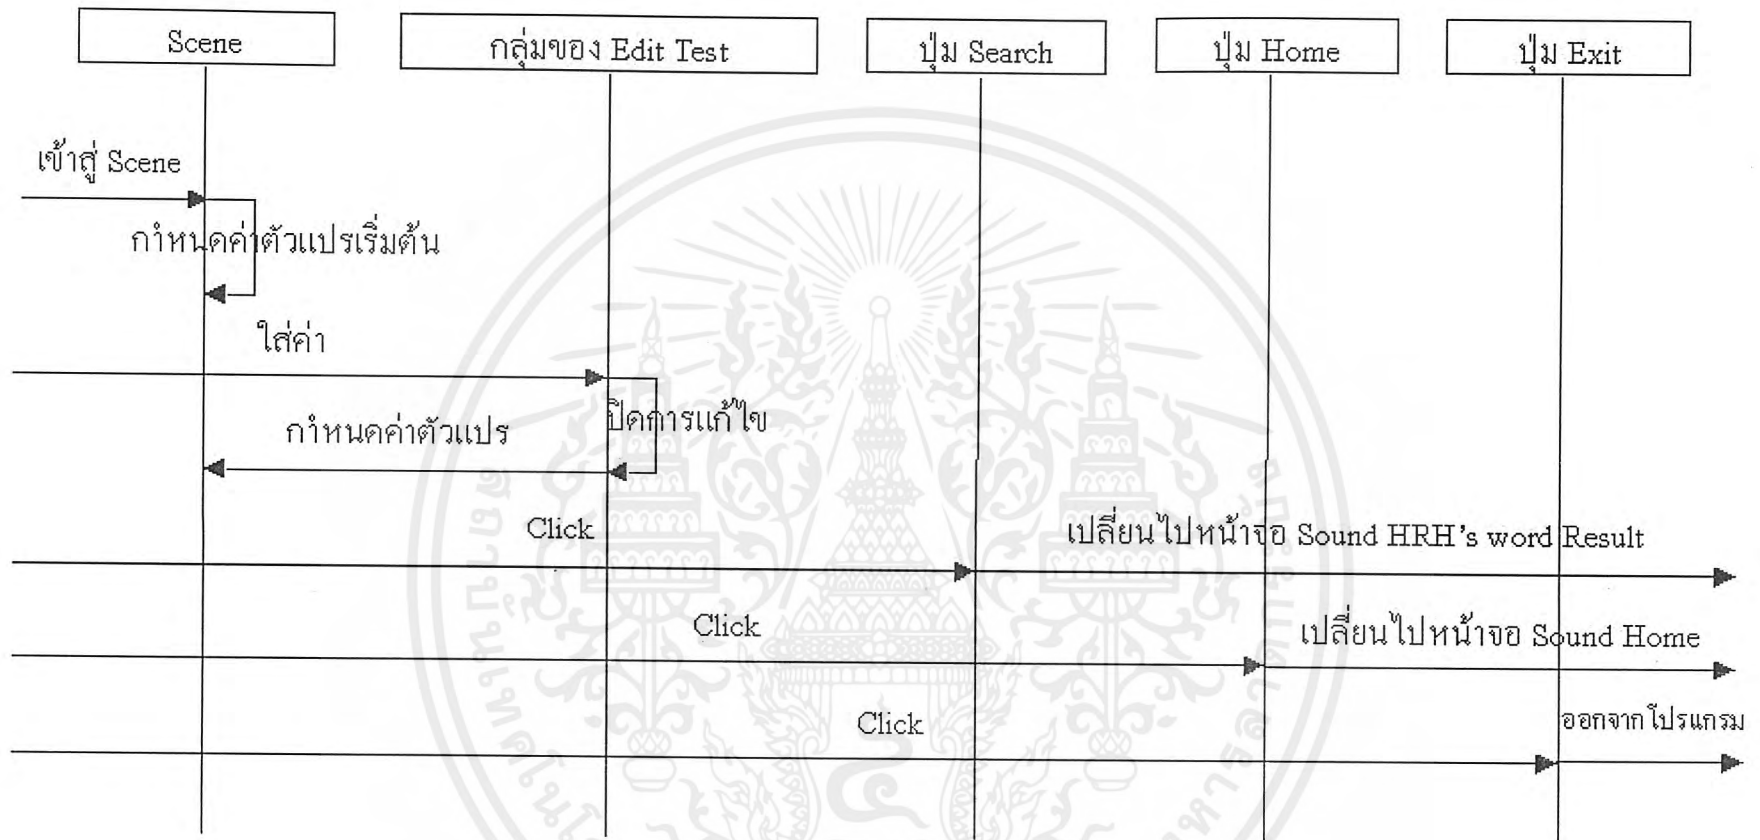 Scene
กลุ่มของ Edit Test
ปุ่ม Search
ปุ่ม Home
ปุ่ม Exit
เข้าสู่ Scene
กำหนดค่าตัวแปรเริ่มต้น
ใส่ค่า
กำหนดค่าตัวแปร
ปิดการแก้ไข
Click
เปลี่ยนไปหน้าจอ Sound HRH's word Result
Click
เปลี่ยนไปหน้าจอ Sound Home
Click
ออกจากโปรแกรม